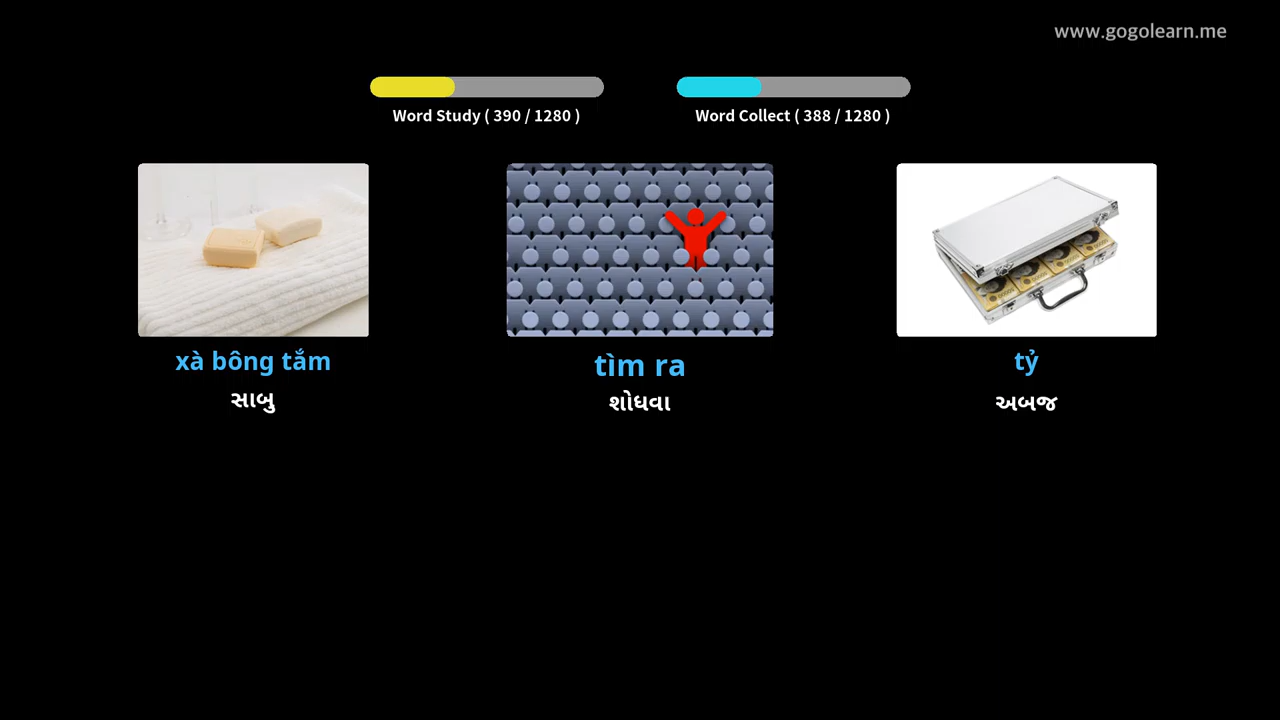 www.gogolearn.me
Word Study ( 390 / 1280 )
Word Collect ( 388 / 1280 )
xà bông tắm
સાબુ
tìm ra
શોધવા
tỷ
અબજ